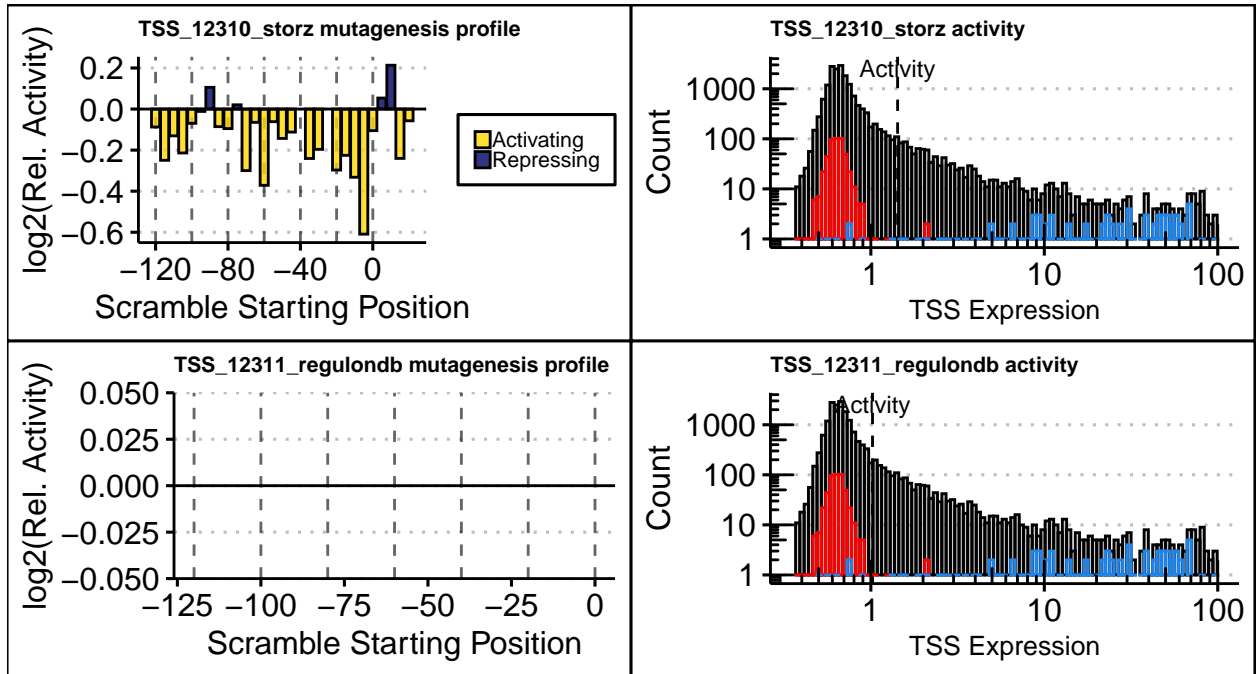 TSS_12310_storz mutagenesis profile
log2(Rel. Activity)
0.2
0.0
−0.2
−0.4
−0.6
−120
−80
−40
0
Scramble Starting Position
Activating
Repressing
TSS_12310_storz activity
Activity
Count
1000
100
10
1
1
10
100
TSS Expression
TSS_12311_regulondb mutagenesis profile
log2(Rel. Activity)
0.050
0.025
0.000
−0.025
−0.050
−125
−100
−75
−50
−25
0
Scramble Starting Position
TSS_12311_regulondb activity
Activity
Count
1000
100
10
1
1
10
100
TSS Expression